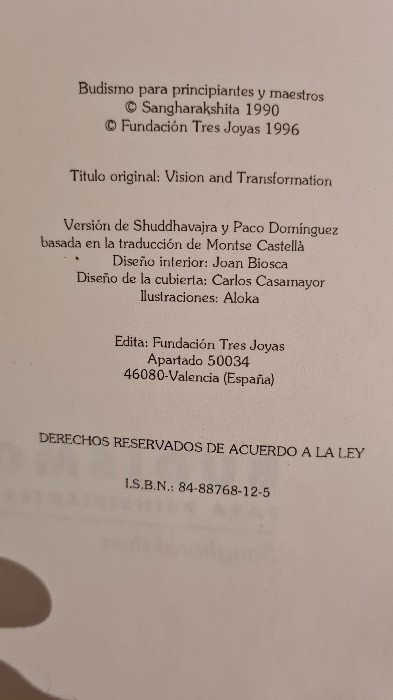 Budismo para principiantes y maestros
© Sangharakshita 1990
© Fundación Tres Joyas 1996
Título original: Vision and Transformation
Versión de Shuddhavajra y Paco Domínguez
basada en la traducción de Montse Castellà
Diseño interior: Joan Biosca
Diseño de la cubierta: Carlos Casamayor
Ilustraciones: Aloka
Edita: Fundación Tres Joyas
Apartado 50034
46080-Valencia (España)
DERECHOS RESERVADOS DE ACUERDO A LA LEY
I.S.B.N.: 84-88768-12-5